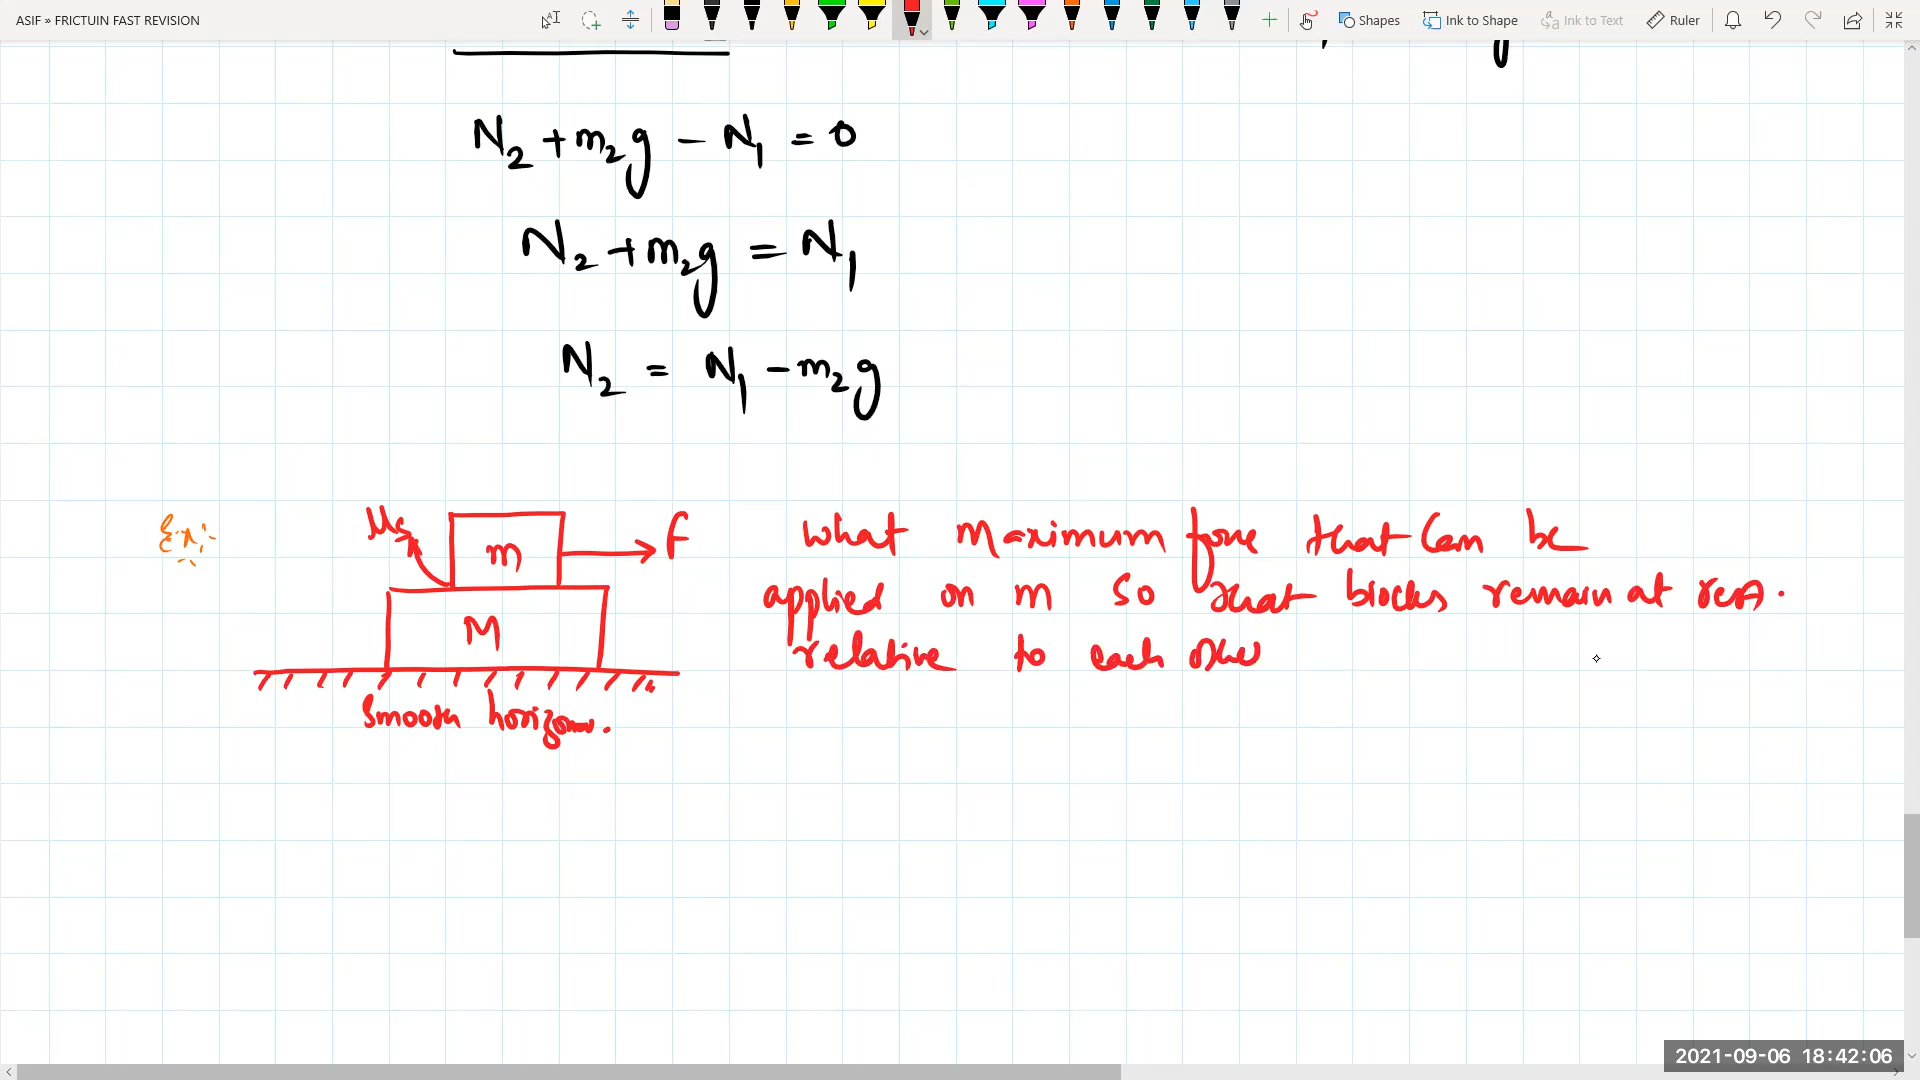 ASIF » FRICTUIN FAST REVISION
Shapes
Ink to Shape
Ink to Text
Ruler
N₂ + m₂g - N₁ = 0
N₂ + m₂g = N₁
N₂ = N₁ - m₂g
Ex:-
μs
m
F
M
Smooth
What Maximum force that Can be
applied on m So that blocks remain at rest.
relative to each other
2021-09-06 18:42:06